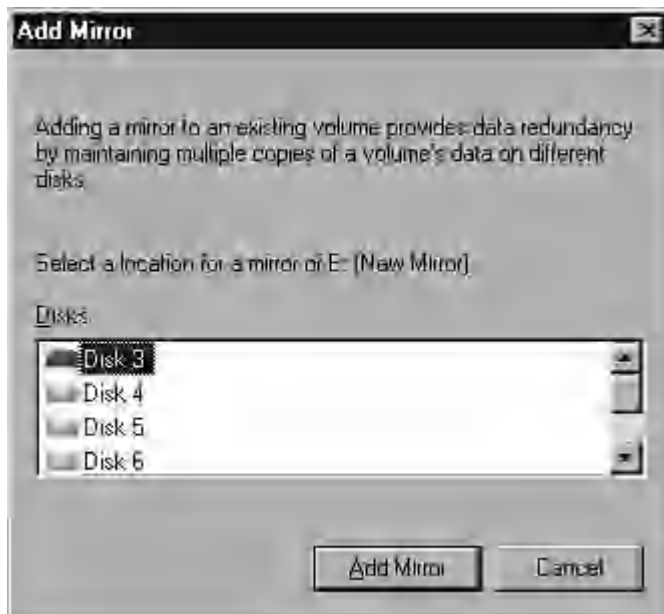 Add Mirror
Adding a mirror to an existing volume provides data redundancy
by maintaining multiple copies of a volume's data on different
disks.
Select a location for a mirror of E: (New Mirror).
Disks
Disk 3
Disk 4
Disk 5
Disk 6
Add Mirror
Cancel